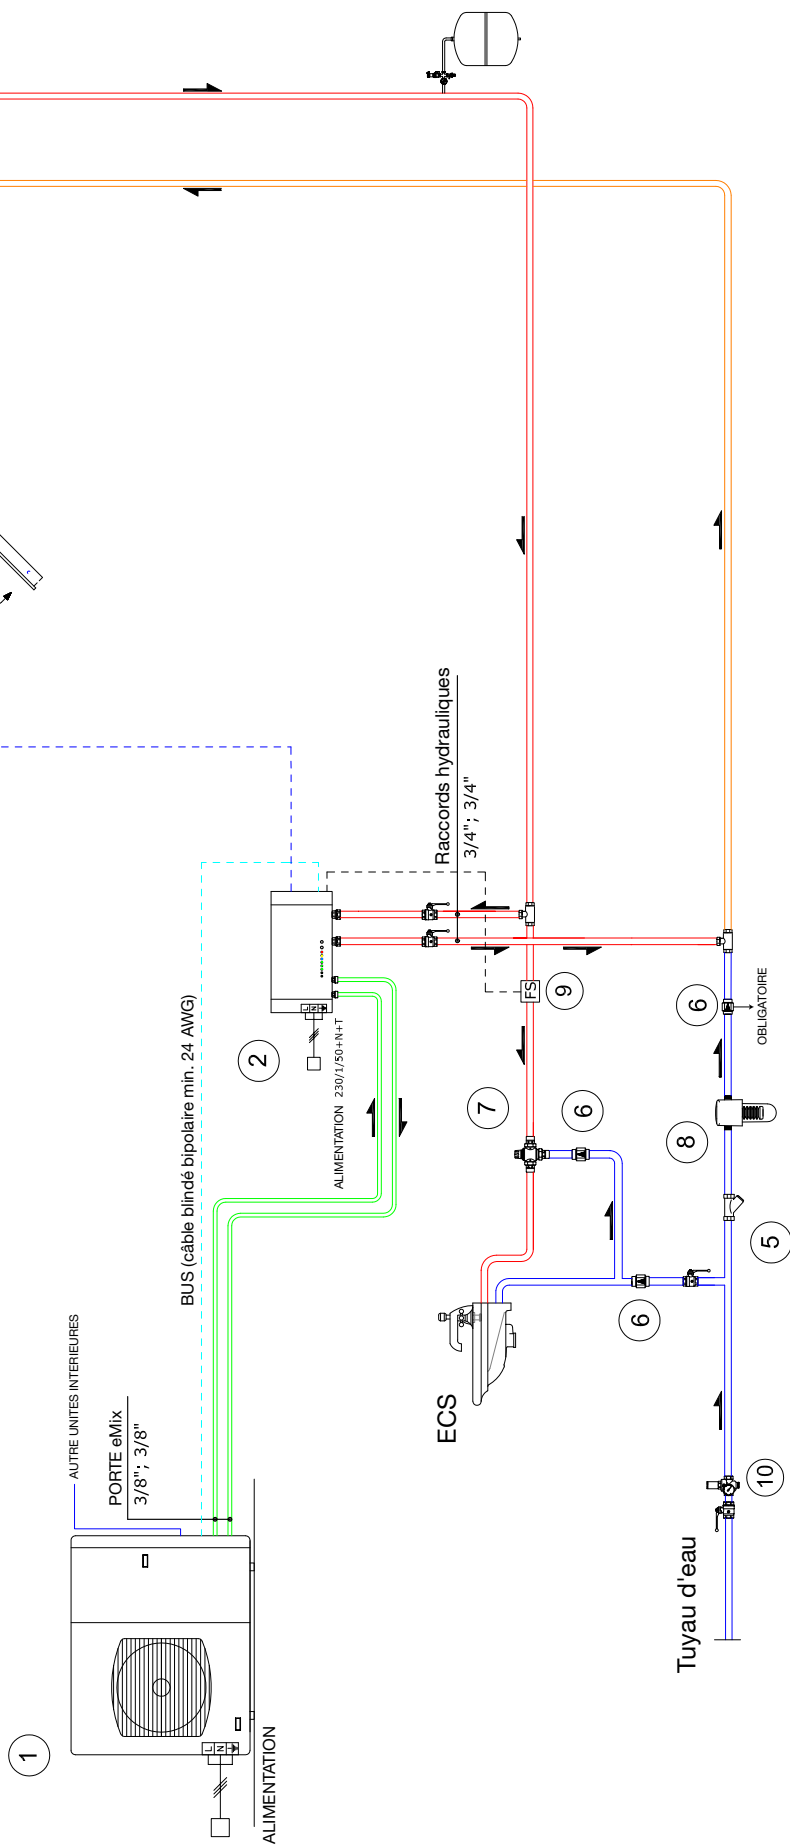 1
ALIMENTATION
L
N
AUTRE UNITES INTERIEURES
PORTE eMix
3/8"; 3/8"
BUS (câble blindé bipolaire min. 24 AWG)
2
L
N
ALIMENTATION 230/1/50+N+T
Raccords hydrauliques
3/4"; 3/4"
FS
9
7
6
ECS
6
6
OBLIGATOIRE
8
5
10
Tuyau d'eau